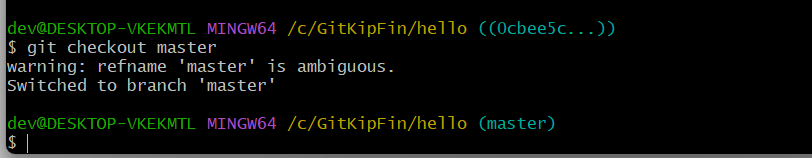 dev@DESKTOP-VKEKMTL MINGW64 /c/GitKipFin/hello ((0cbee5c...))
$ git checkout master
warning: refname 'master' is ambiguous.
Switched to branch 'master'
dev@DESKTOP-VKEKMTL MINGW64 /c/GitKipFin/hello (master)
$